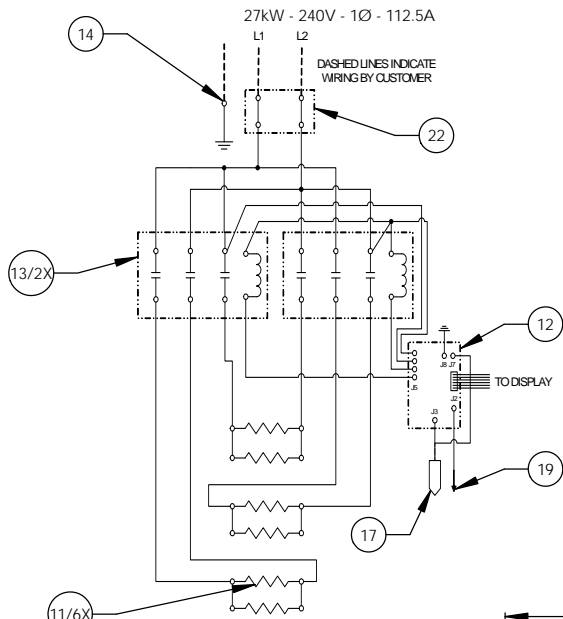 27kW - 240V - 1Ø - 112.5A
L1 L2
14
DASHED LINES INDICATE
WIRING BY CUSTOMER
22
13/2X
12
J8 J7
J5
TO DISPLAY
J2
J3
19
17
11/6X